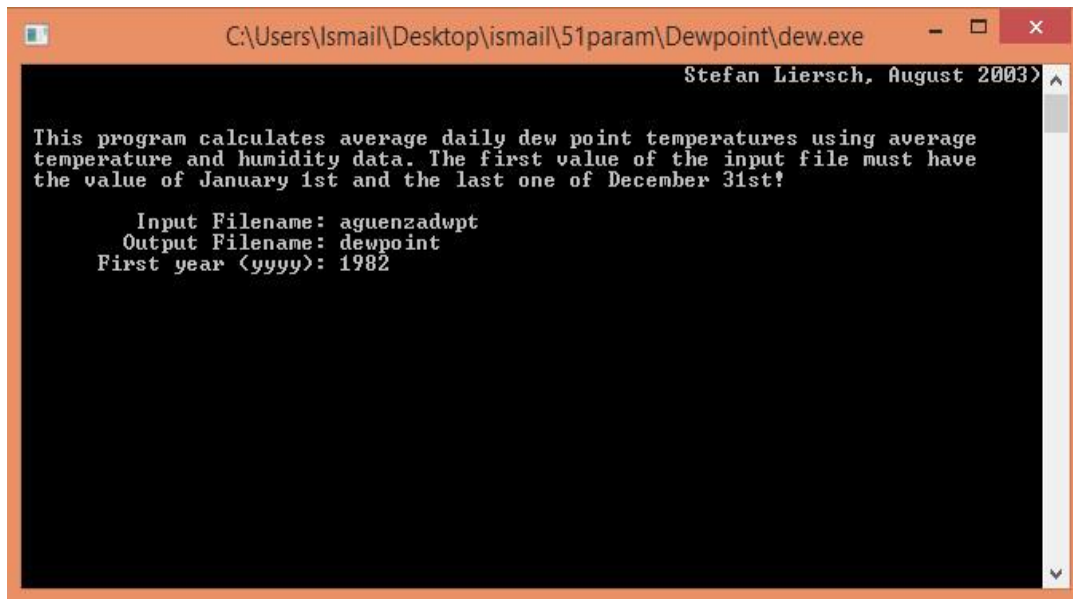 C:\Users\Ismail\Desktop\ismail\51param\Dewpoint\dew.exe
Stefan Liersch, August 2003)
This program calculates average daily dew point temperatures using average
temperature and humidity data. The first value of the input file must have
the value of January 1st and the last one of December 31st!
Input Filename: aguenzadwpt
Output Filename: dewpoint
First year (yyyy): 1982